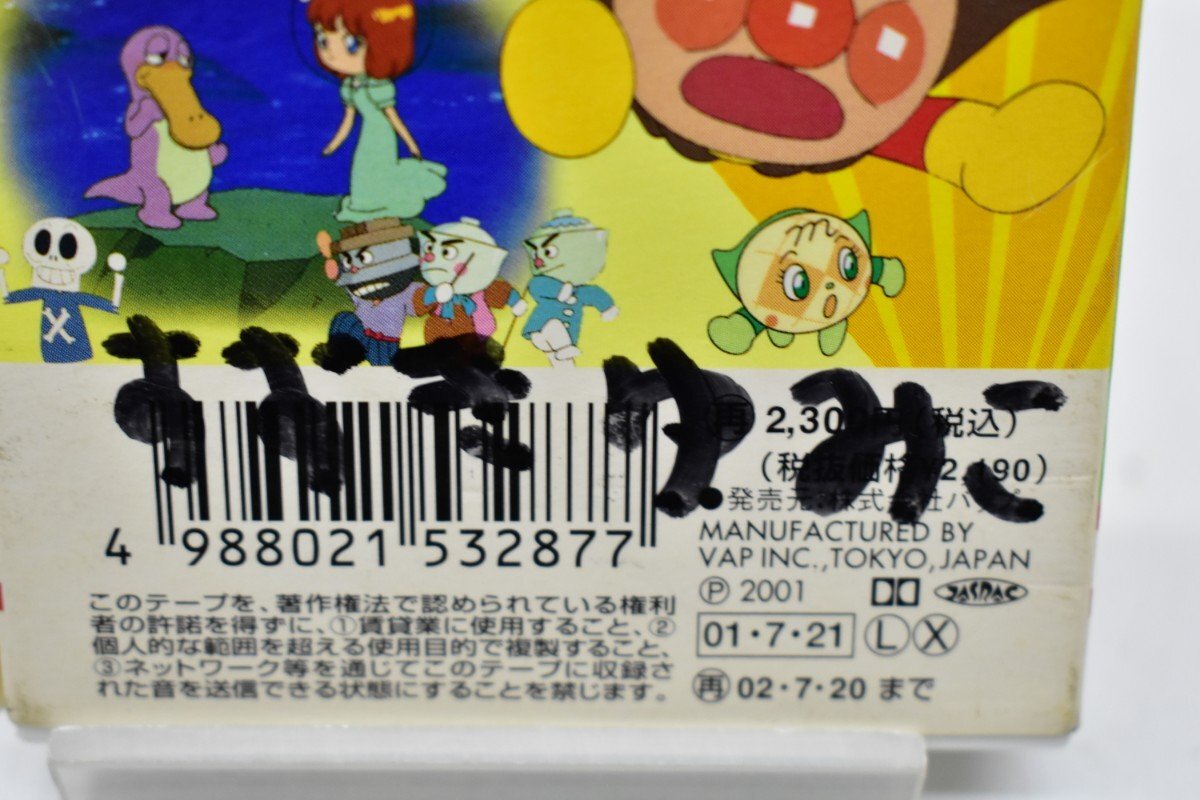 すずきゆみこ
再 2,300円(税込)
(税抜価格¥2,190)
発売元:株式会社バップ
MANUFACTURED BY
VAP INC.,TOKYO,JAPAN
Ⓟ 2001 JASRAC
01・7・21 Ⓛ Ⓧ
再 02・7・20 まで
4 988021 532877
このテープを、著作権法で認められている権利
者の許諾を得ずに、①賃貸業に使用すること、②
個人的な範囲を超える使用目的で複製すること、
③ネットワーク等を通じてこのテープに収録さ
れた音を送信できる状態にすることを禁じます。
X